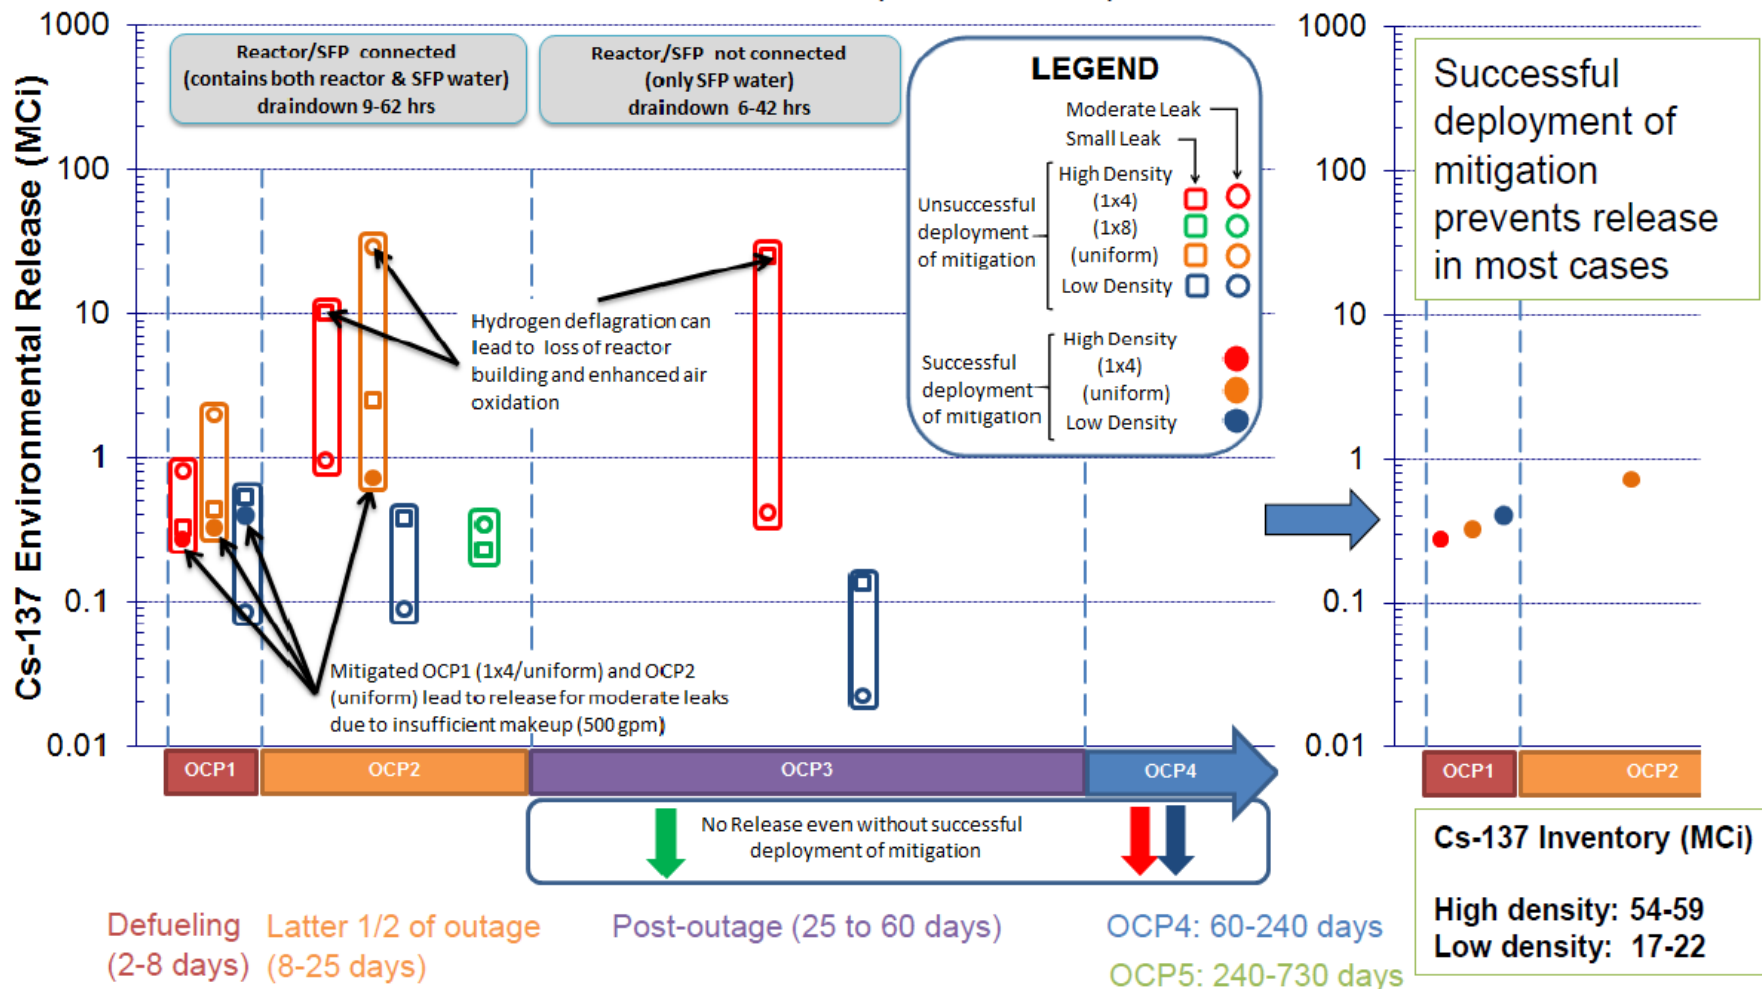 Cs-137 Environmental Release (MCi)
1000
100
10
1
0.1
0.01
Reactor/SFP connected
(contains both reactor & SFP water)
draindown 9-62 hrs
Reactor/SFP not connected
(only SFP water)
draindown 6-42 hrs
LEGEND
Moderate Leak
Small Leak
High Density
(1x4)
(1x8)
(uniform)
Low Density
Unsuccessful
deployment
of mitigation
High Density
(1x4)
(uniform)
Low Density
Successful
deployment
of mitigation
Hydrogen deflagration can
lead to loss of reactor
building and enhanced air
oxidation
Mitigated OCP1 (1x4/uniform) and OCP2
(uniform) lead to release for moderate leaks
due to insufficient makeup (500 gpm)
OCP1
OCP2
OCP3
OCP4
No Release even without successful
deployment of mitigation
Defueling
(2-8 days)
Latter 1/2 of outage
(8-25 days)
Post-outage (25 to 60 days)
OCP4: 60-240 days
OCP5: 240-730 days
1000
100
10
1
0.1
0.01
Successful
deployment of
mitigation
prevents release
in most cases
OCP1
OCP2
Cs-137 Inventory (MCi)
High density: 54-59
Low density: 17-22